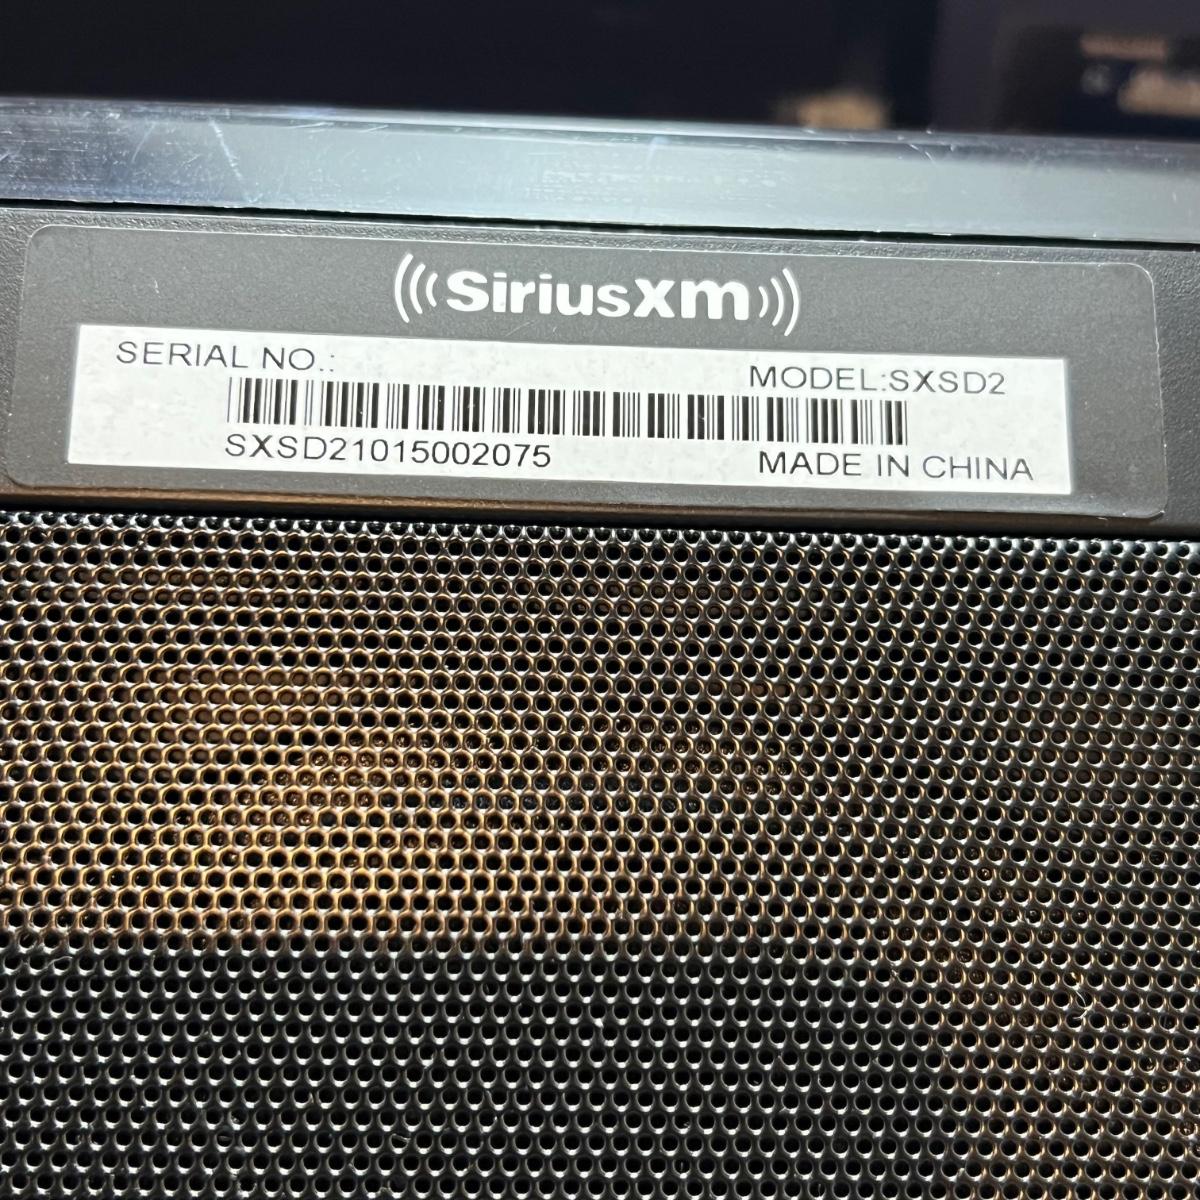 SiriusXm
SERIAL NO.:
MODEL:SXSD2
SXSD21015002075
MADE IN CHINA